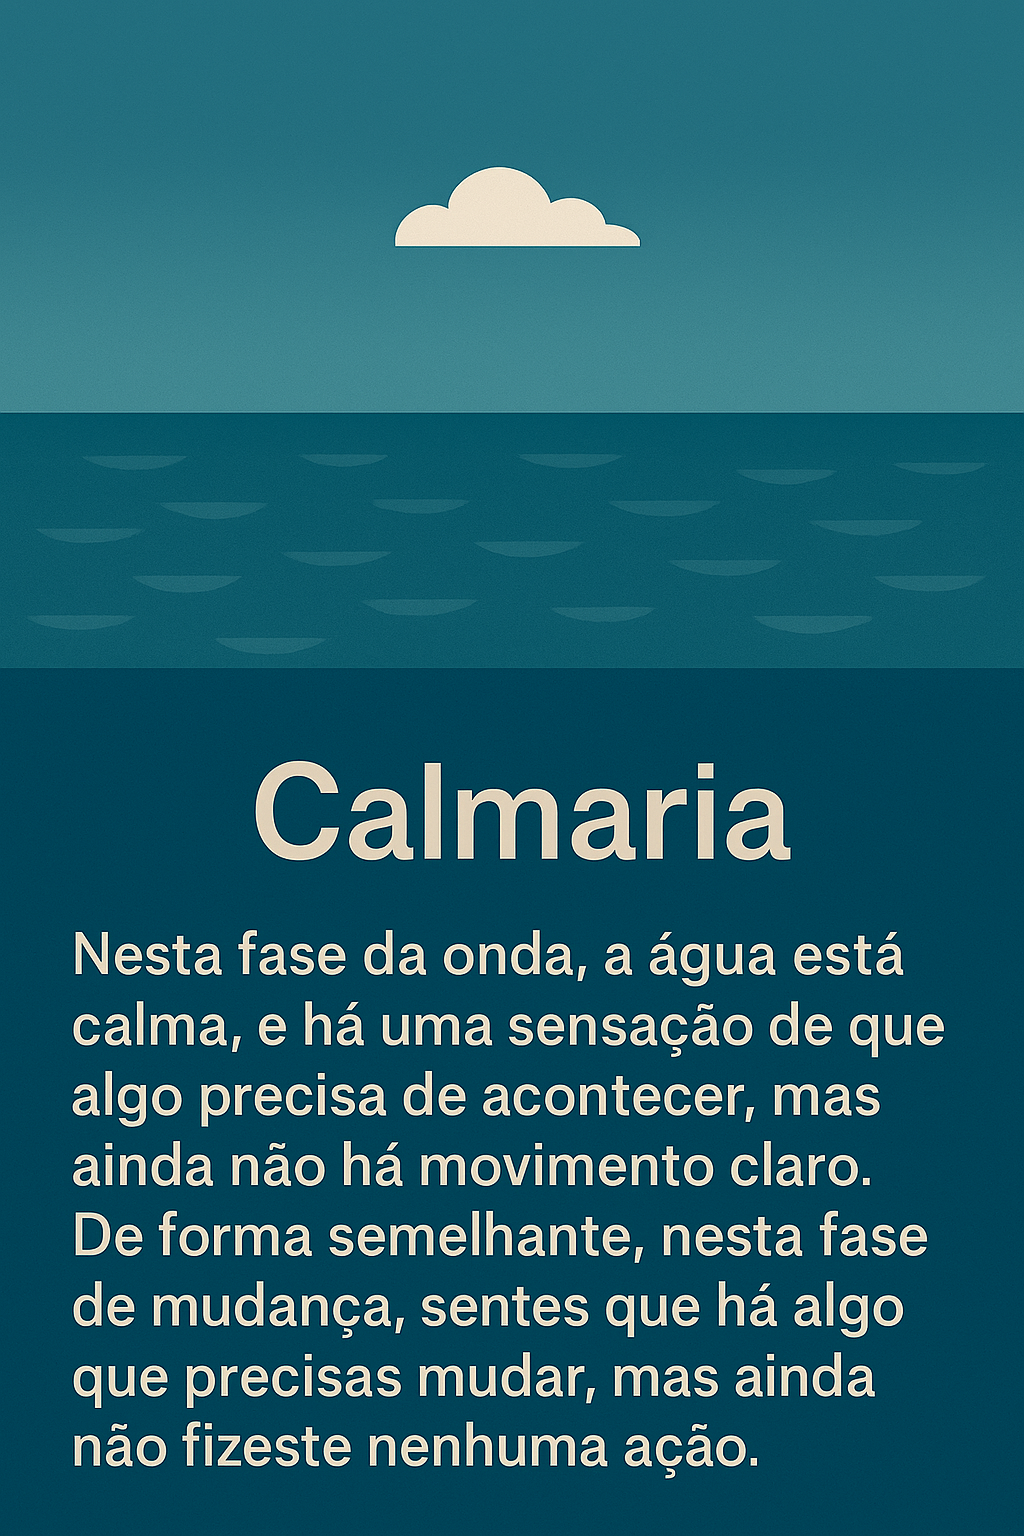 Calmaria
Nesta fase da onda, a água está
calma, e há uma sensação de que
algo precisa de acontecer, mas
ainda não há movimento claro.
De forma semelhante, nesta fase
de mudança, sentes que há algo
que precisas mudar, mas ainda
não fizeste nenhuma ação.